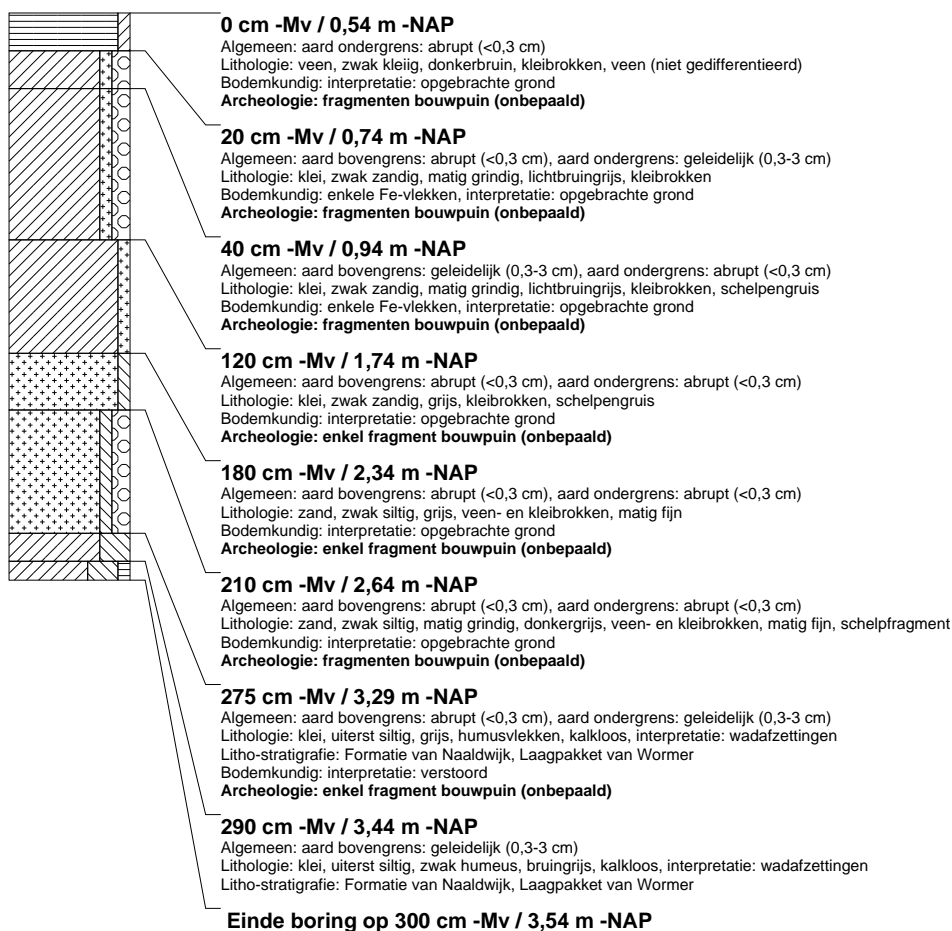 0 cm -Mv / 0,54 m -NAP
Algemeen: aard ondergrens: abrupt (<0,3 cm)
Lithologie: veen, zwak kleiig, donkerbruin, kleibrokken, veen (niet gedifferentieerd)
Bodemkundig: interpretatie: opgebrachte grond
Archeologie: fragmenten bouwpuin (onbepaald)
20 cm -Mv / 0,74 m -NAP
Algemeen: aard bovengrens: abrupt (<0,3 cm), aard ondergrens: geleidelijk (0,3-3 cm)
Lithologie: klei, zwak zandig, matig grindig, lichtbruingrijs, kleibrokken
Bodemkundig: enkele Fe-vlekken, interpretatie: opgebrachte grond
Archeologie: fragmenten bouwpuin (onbepaald)
40 cm -Mv / 0,94 m -NAP
Algemeen: aard bovengrens: geleidelijk (0,3-3 cm), aard ondergrens: abrupt (<0,3 cm)
Lithologie: klei, zwak zandig, matig grindig, lichtbruingrijs, kleibrokken, schelpengruis
Bodemkundig: enkele Fe-vlekken, interpretatie: opgebrachte grond
Archeologie: fragmenten bouwpuin (onbepaald)
120 cm -Mv / 1,74 m -NAP
Algemeen: aard bovengrens: abrupt (<0,3 cm), aard ondergrens: abrupt (<0,3 cm)
Lithologie: klei, zwak zandig, grijs, kleibrokken, schelpengruis
Bodemkundig: interpretatie: opgebrachte grond
Archeologie: enkel fragment bouwpuin (onbepaald)
180 cm -Mv / 2,34 m -NAP
Algemeen: aard bovengrens: abrupt (<0,3 cm), aard ondergrens: abrupt (<0,3 cm)
Lithologie: zand, zwak siltig, grijs, veen- en kleibrokken, matig fijn
Bodemkundig: interpretatie: opgebrachte grond
Archeologie: enkel fragment bouwpuin (onbepaald)
210 cm -Mv / 2,64 m -NAP
Algemeen: aard bovengrens: abrupt (<0,3 cm), aard ondergrens: abrupt (<0,3 cm)
Lithologie: zand, zwak siltig, matig grindig, donkergrijs, veen- en kleibrokken, matig fijn, schelpfragment
Bodemkundig: interpretatie: opgebrachte grond
Archeologie: fragmenten bouwpuin (onbepaald)
275 cm -Mv / 3,29 m -NAP
Algemeen: aard bovengrens: abrupt (<0,3 cm), aard ondergrens: geleidelijk (0,3-3 cm)
Lithologie: klei, uiterst siltig, grijs, humusvlekken, kalkloos, interpretatie: wadafzettingen
Litho-stratigrafie: Formatie van Naaldwijk, Laagpakket van Wormer
Bodemkundig: interpretatie: verstoord
Archeologie: enkel fragment bouwpuin (onbepaald)
290 cm -Mv / 3,44 m -NAP
Algemeen: aard bovengrens: geleidelijk (0,3-3 cm)
Lithologie: klei, uiterst siltig, zwak humeus, bruingrijs, kalkloos, interpretatie: wadafzettingen
Litho-stratigrafie: Formatie van Naaldwijk, Laagpakket van Wormer
Einde boring op 300 cm -Mv / 3,54 m -NAP